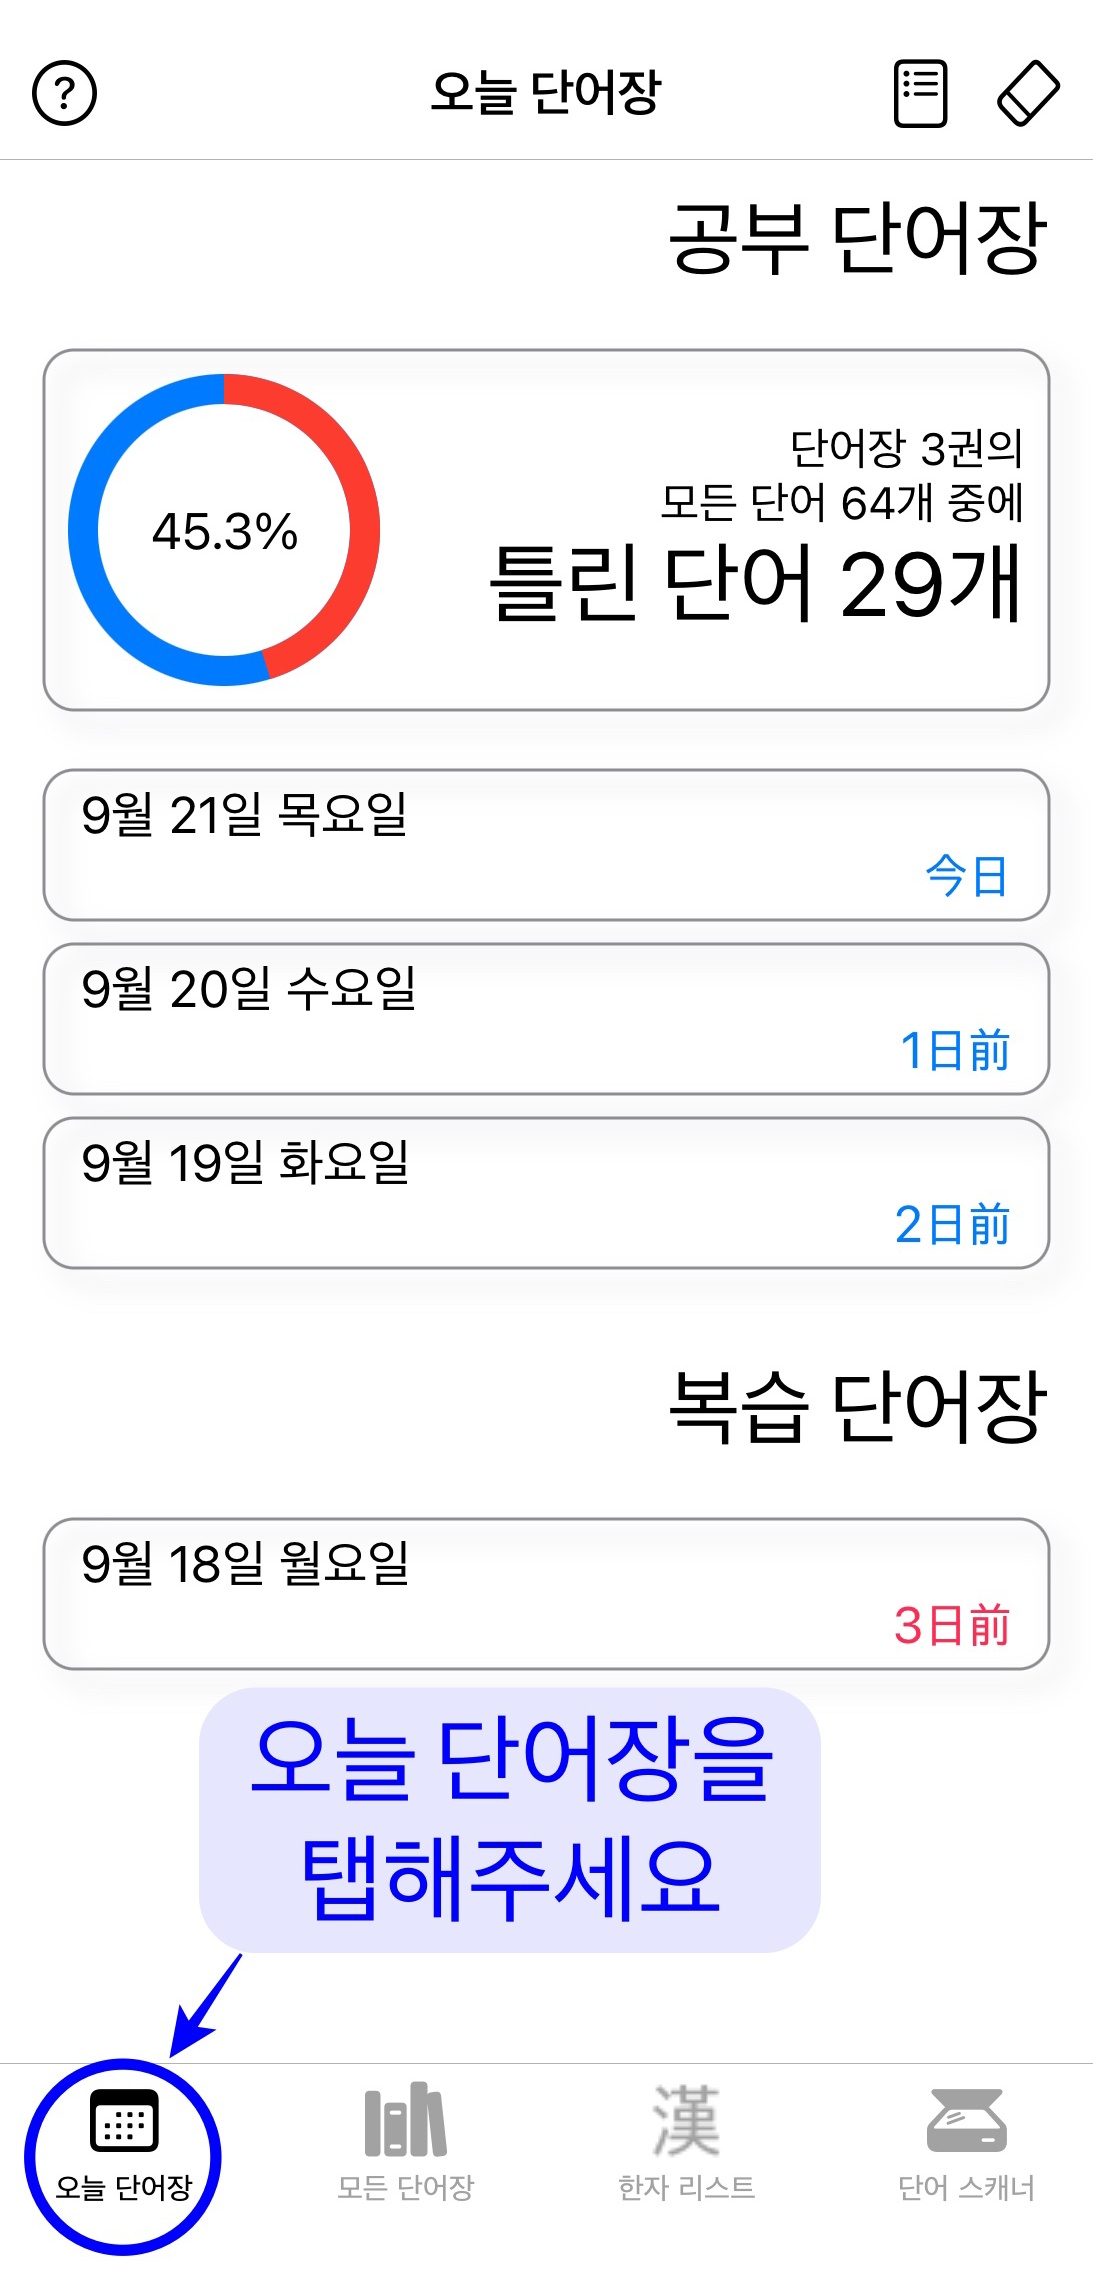 ?
오늘 단어장
공부 단어장
45.3%
단어장 3권의
모든 단어 64개 중에
틀린 단어 29개
9월 21일 목요일
今日
9월 20일 수요일
1日前
9월 19일 화요일
2日前
복습 단어장
9월 18일 월요일
3日前
오늘 단어장을
탭해주세요
漢
오늘 단어장
모든 단어장
한자 리스트
단어 스캐너